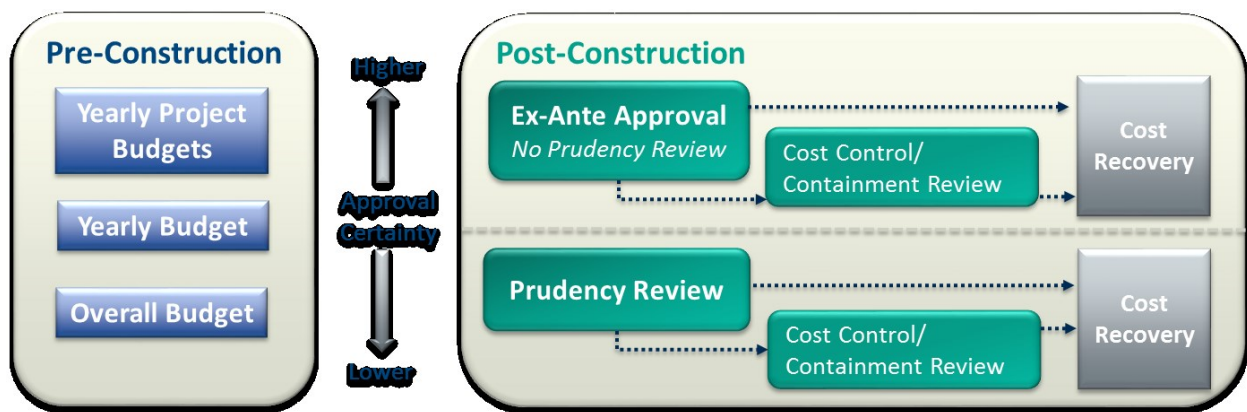 Pre-Construction
Yearly Project
Budgets
Yearly Budget
Overall Budget
Higher
Approval
Certainty
Lower
Post-Construction
Ex-Ante Approval
No Prudency Review
Cost Control/
Containment Review
Cost
Recovery
Prudency Review
Cost Control/
Containment Review
Cost
Recovery